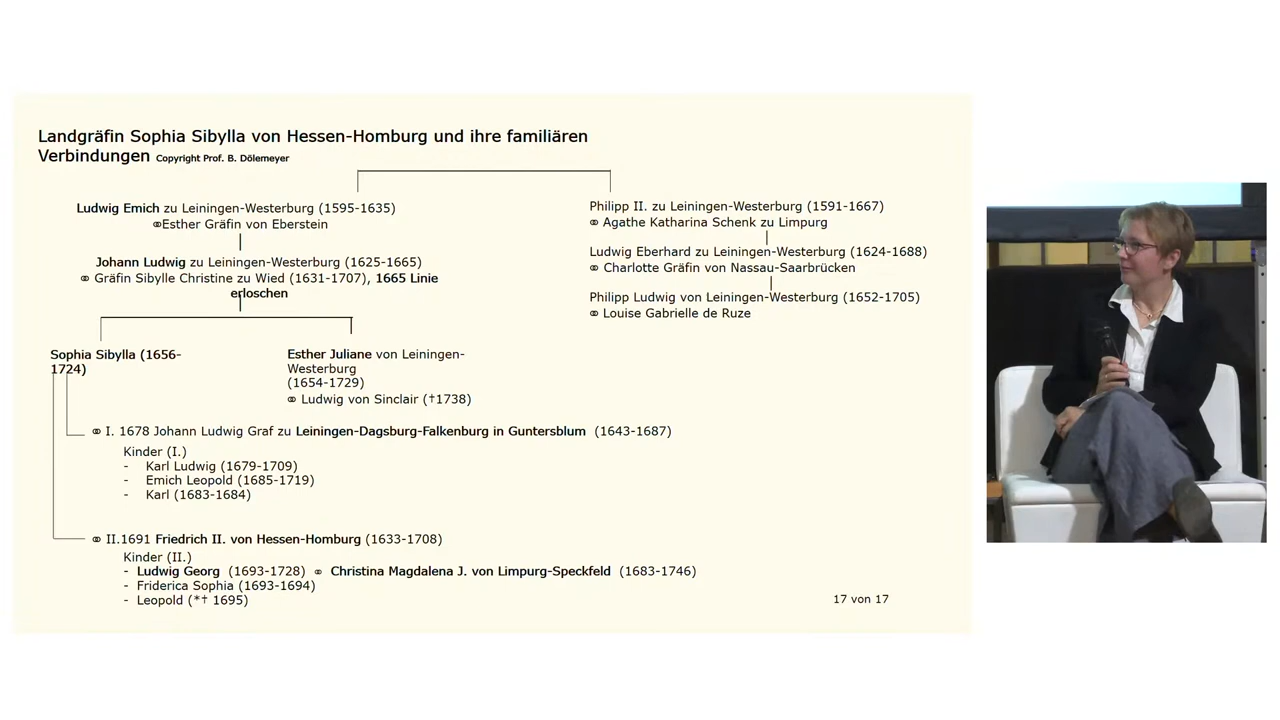 Landgräfin Sophia Sibylla von Hessen-Homburg und ihre familiären
Verbindungen Copyright Prof. B. Dölemeyer
Ludwig Emich zu Leiningen-Westerburg (1595-1635)
⚭Esther Gräfin von Eberstein
Johann Ludwig zu Leiningen-Westerburg (1625-1665)
⚭ Gräfin Sibylle Christine zu Wied (1631-1707), 1665 Linie
erloschen
Philipp II. zu Leiningen-Westerburg (1591-1667)
⚭ Agathe Katharina Schenk zu Limpurg
Ludwig Eberhard zu Leiningen-Westerburg (1624-1688)
⚭ Charlotte Gräfin von Nassau-Saarbrücken
Philipp Ludwig von Leiningen-Westerburg (1652-1705)
⚭ Louise Gabrielle de Ruze
Sophia Sibylla (1656-
1724)
Esther Juliane von Leiningen-
Westerburg
(1654-1729)
⚭ Ludwig von Sinclair (†1738)
⚭ I. 1678 Johann Ludwig Graf zu Leiningen-Dagsburg-Falkenburg in Guntersblum (1643-1687)
Kinder (I.)
- Karl Ludwig (1679-1709)
- Emich Leopold (1685-1719)
- Karl (1683-1684)
⚭ II.1691 Friedrich II. von Hessen-Homburg (1633-1708)
Kinder (II.)
- Ludwig Georg (1693-1728) ⚭ Christina Magdalena J. von Limpurg-Speckfeld (1683-1746)
- Friderica Sophia (1693-1694)
- Leopold (*† 1695)
17 von 17